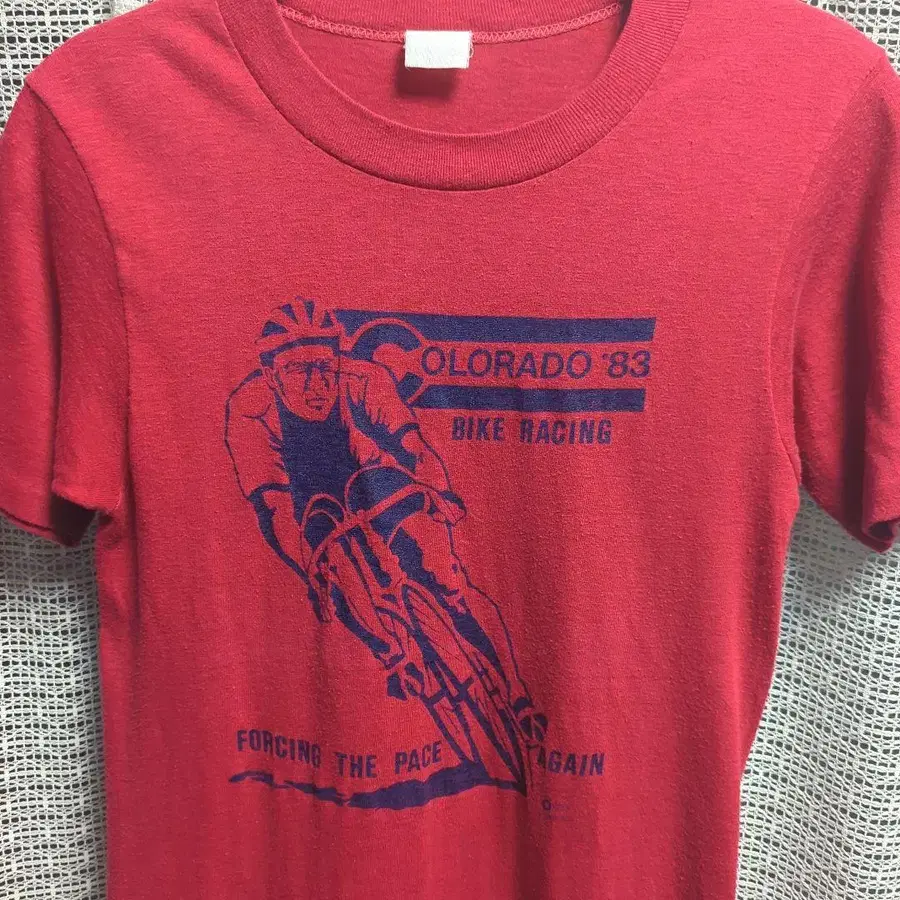 COLORADO '83
BIKE RACING
FORCING THE PACE AGAIN